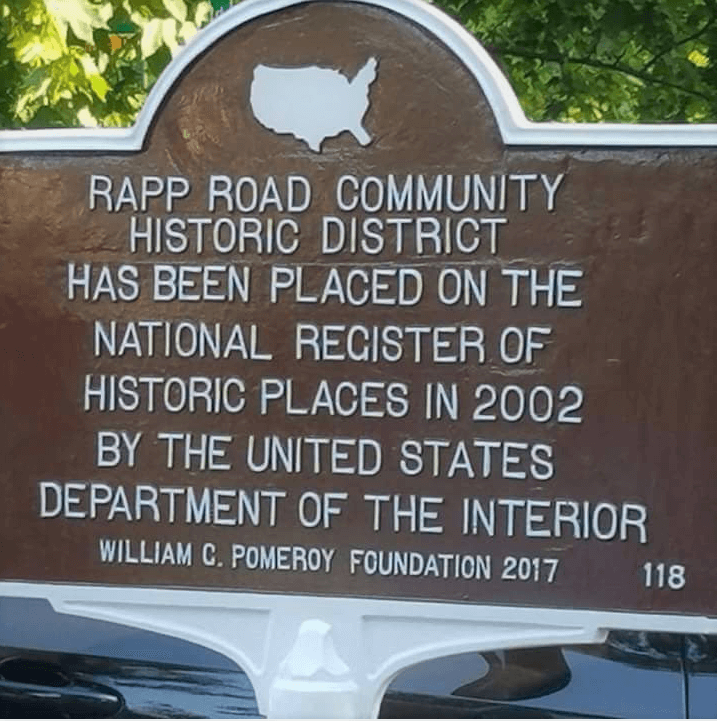 RAPP ROAD COMMUNITY
HISTORIC DISTRICT
HAS BEEN PLACED ON THE
NATIONAL REGISTER OF
HISTORIC PLACES IN 2002
BY THE UNITED STATES
DEPARTMENT OF THE INTERIOR
WILLIAM C. POMEROY FOUNDATION 2017 118